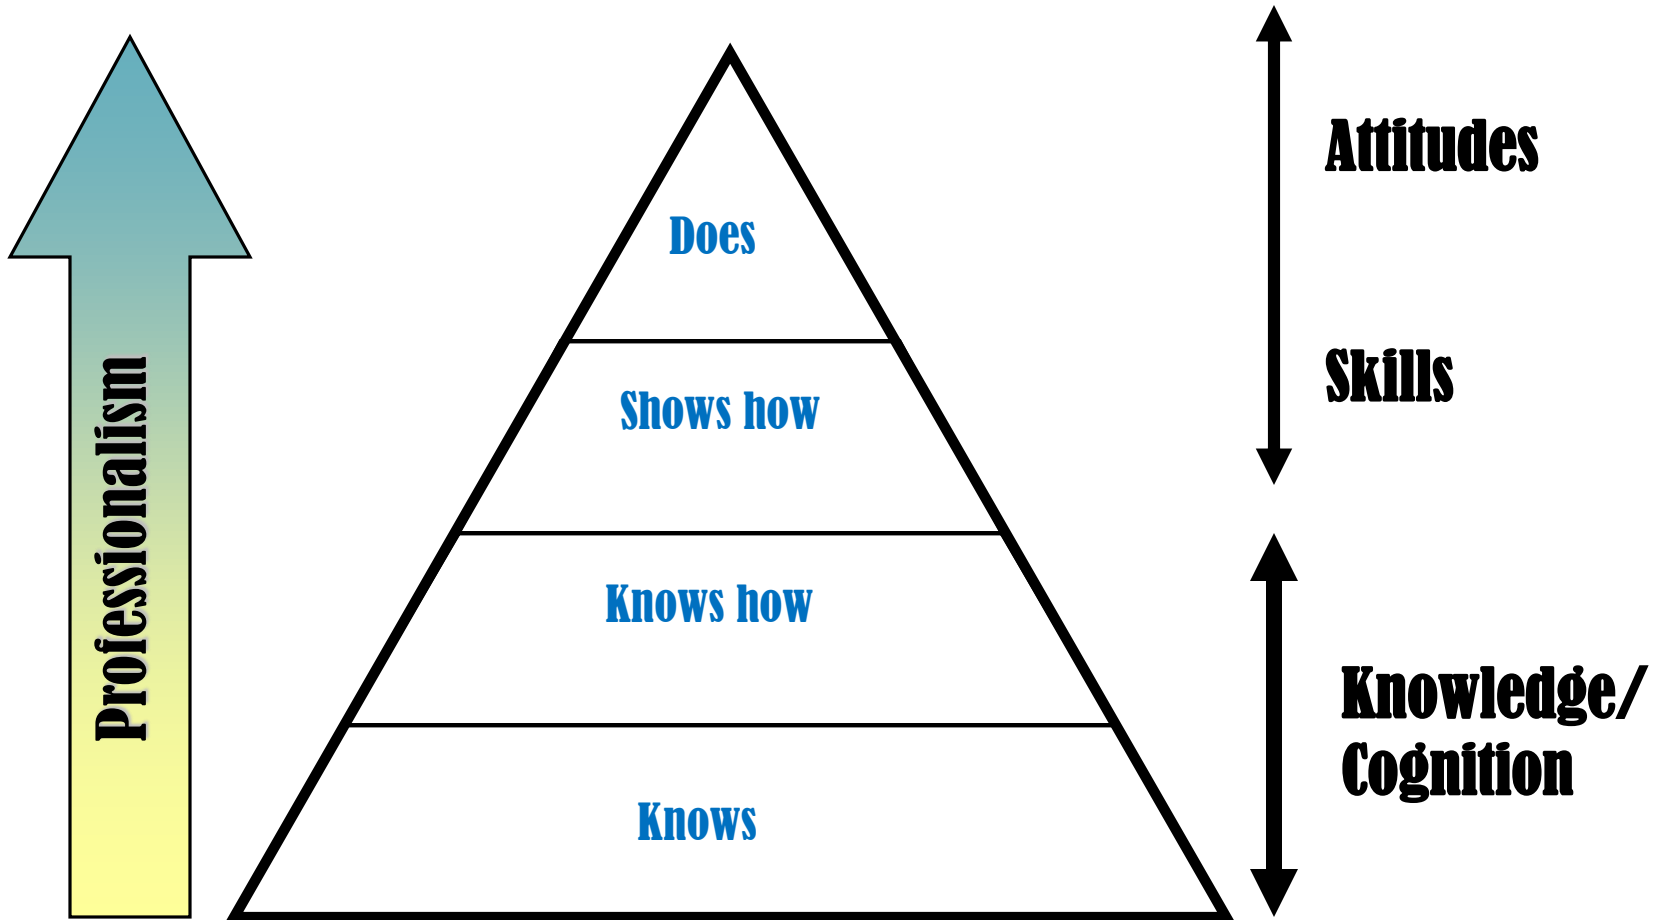 Professionalism
Does
Shows how
Knows how
Knows
Attitudes
Skills
Knowledge/
Cognition